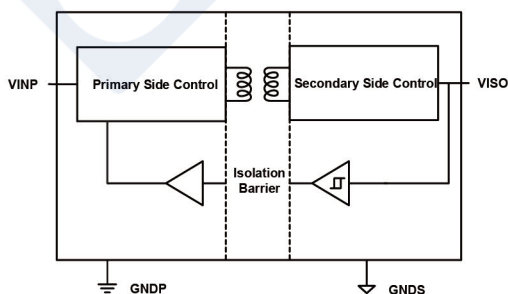 VINP
Primary Side Control
Secondary Side Control
VISO
Isolation
Barrier
GNDP
GNDS